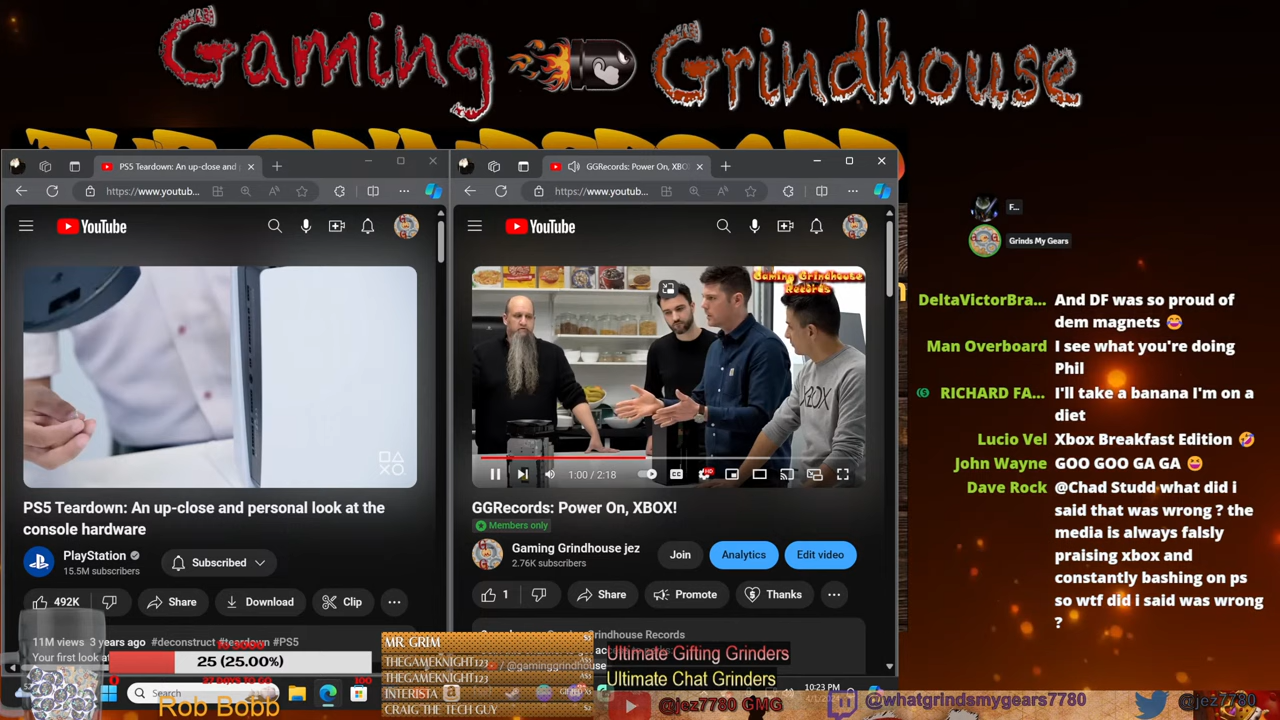 Gaming Grindhouse
PS5 Teardown: An up-close and
GGRecords: Power On, XBO
https://www.youtub...
https://www.youtub...
YouTube
YouTube
Gaming Grindhouse
Records
XBOX
1:00 / 2:18
HD
PS5 Teardown: An up-close and personal look at the
console hardware
PlayStation
15.5M subscribers
Subscribed
492K
Share
Download
Clip
11M views 3 years ago #deconstruct #teardown #PS5
Your first look at
GGRecords: Power On, XBOX!
Members only
Gaming Grindhouse jez
2.76K subscribers
Join
Analytics
Edit video
1
Share
Promote
Thanks
Grindhouse Records
/ @gaminggrindhouse
F...
Grinds My Gears
DeltaVictorBra... And DF was so proud of
dem magnets
Man Overboard I see what you're doing
Phil
RICHARD FA... I'll take a banana I'm on a
diet
Lucio Vel Xbox Breakfast Edition
John Wayne GOO GOO GA GA
Dave Rock @Chad Studd what did i
said that was wrong ? the
media is always falsly
praising xbox and
constantly bashing on ps
so wtf did i said was wrong
?
25 (25.00%)
0
100
Search
Rob Bobb
MR GRIM
THEGAMEKNIGHT123
THEGAMEKNIGHT123
INTERISTA
CRAIG THE TECH GUY
Ultimate Gifting Grinders
Ultimate Chat Grinders
10:23 PM
@jez7780 GMG
@whatgrindsmygears7780
@jez7780